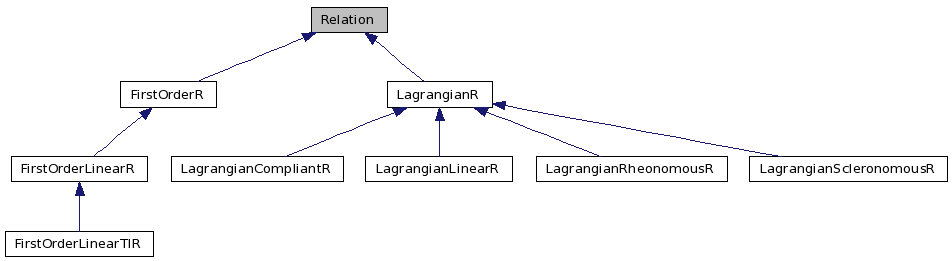 Relation
FirstOrderR
LagrangianR
FirstOrderLinearR
LagrangianCompliantR
LagrangianLinearR
LagrangianRheonomousR
LagrangianScleronomousR
FirstOrderLinearTIR